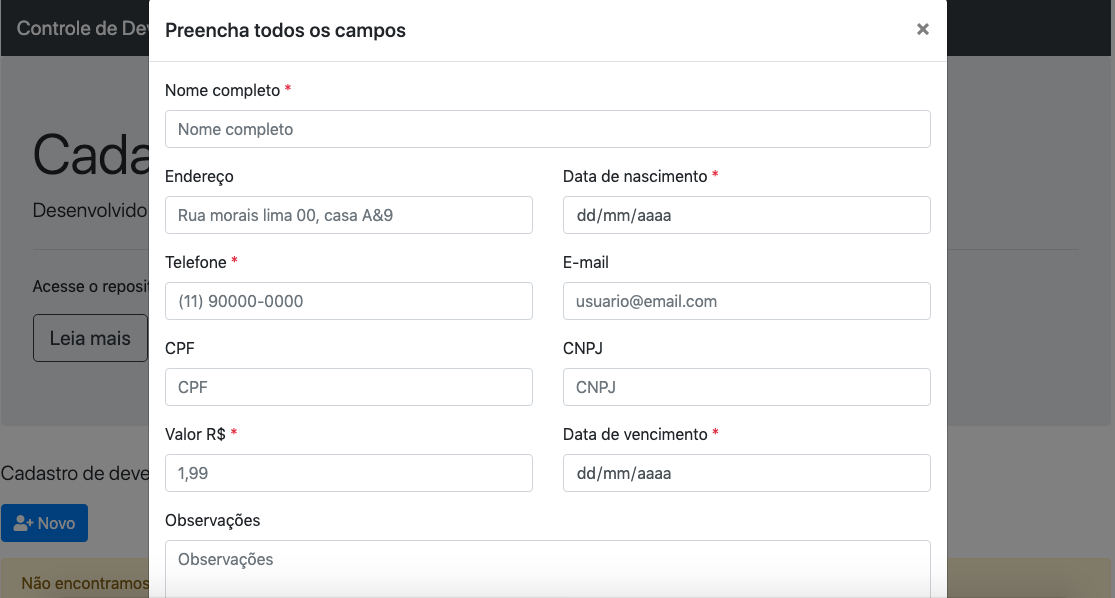 Controle de Dev
Preencha todos os campos
×
Nome completo *
Nome completo
Cada
Endereço
Data de nascimento *
Desenvolvido
Rua morais lima 00, casa A&9
dd/mm/aaaa
Telefone *
E-mail
Acesse o reposit
(11) 90000-0000
usuario@email.com
Leia mais
CPF
CNPJ
CPF
CNPJ
Valor R$ *
Data de vencimento *
Cadastro de deve
1,99
dd/mm/aaaa
Novo
Observações
Observações
Não encontramos